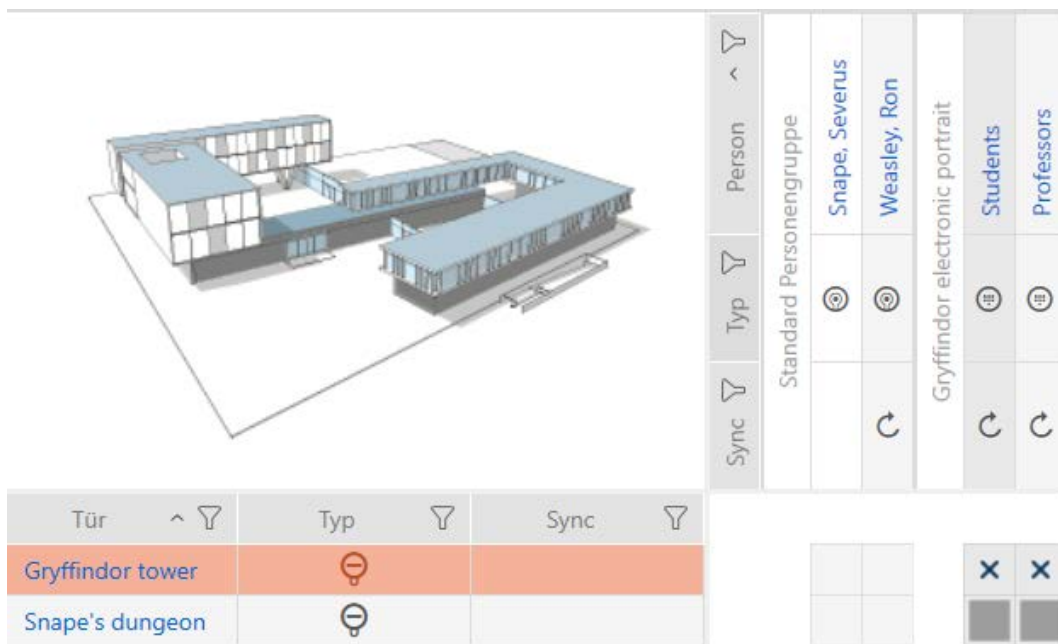 Person
Typ
Sync
Standard Personengruppe
Snape, Severus
Weasley, Ron
Gryffindor electronic portrait
Students
Professors
Tür Typ Sync
Gryffindor tower
Snape's dungeon